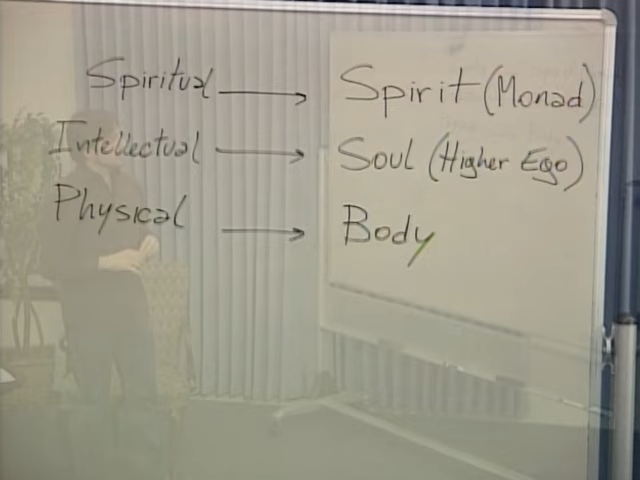 Spiritual → Spirit (Monad)
Intellectual → Soul (Higher Ego)
Physical → Body